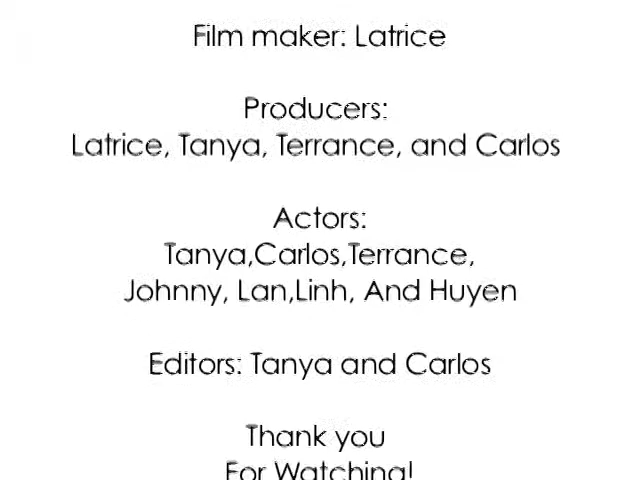 Film maker: Latrice
Producers:
Latrice, Tanya, Terrance, and Carlos
Actors:
Tanya,Carlos,Terrance,
Johnny, Lan,Linh, And Huyen
Editors: Tanya and Carlos
Thank you
For Watching!